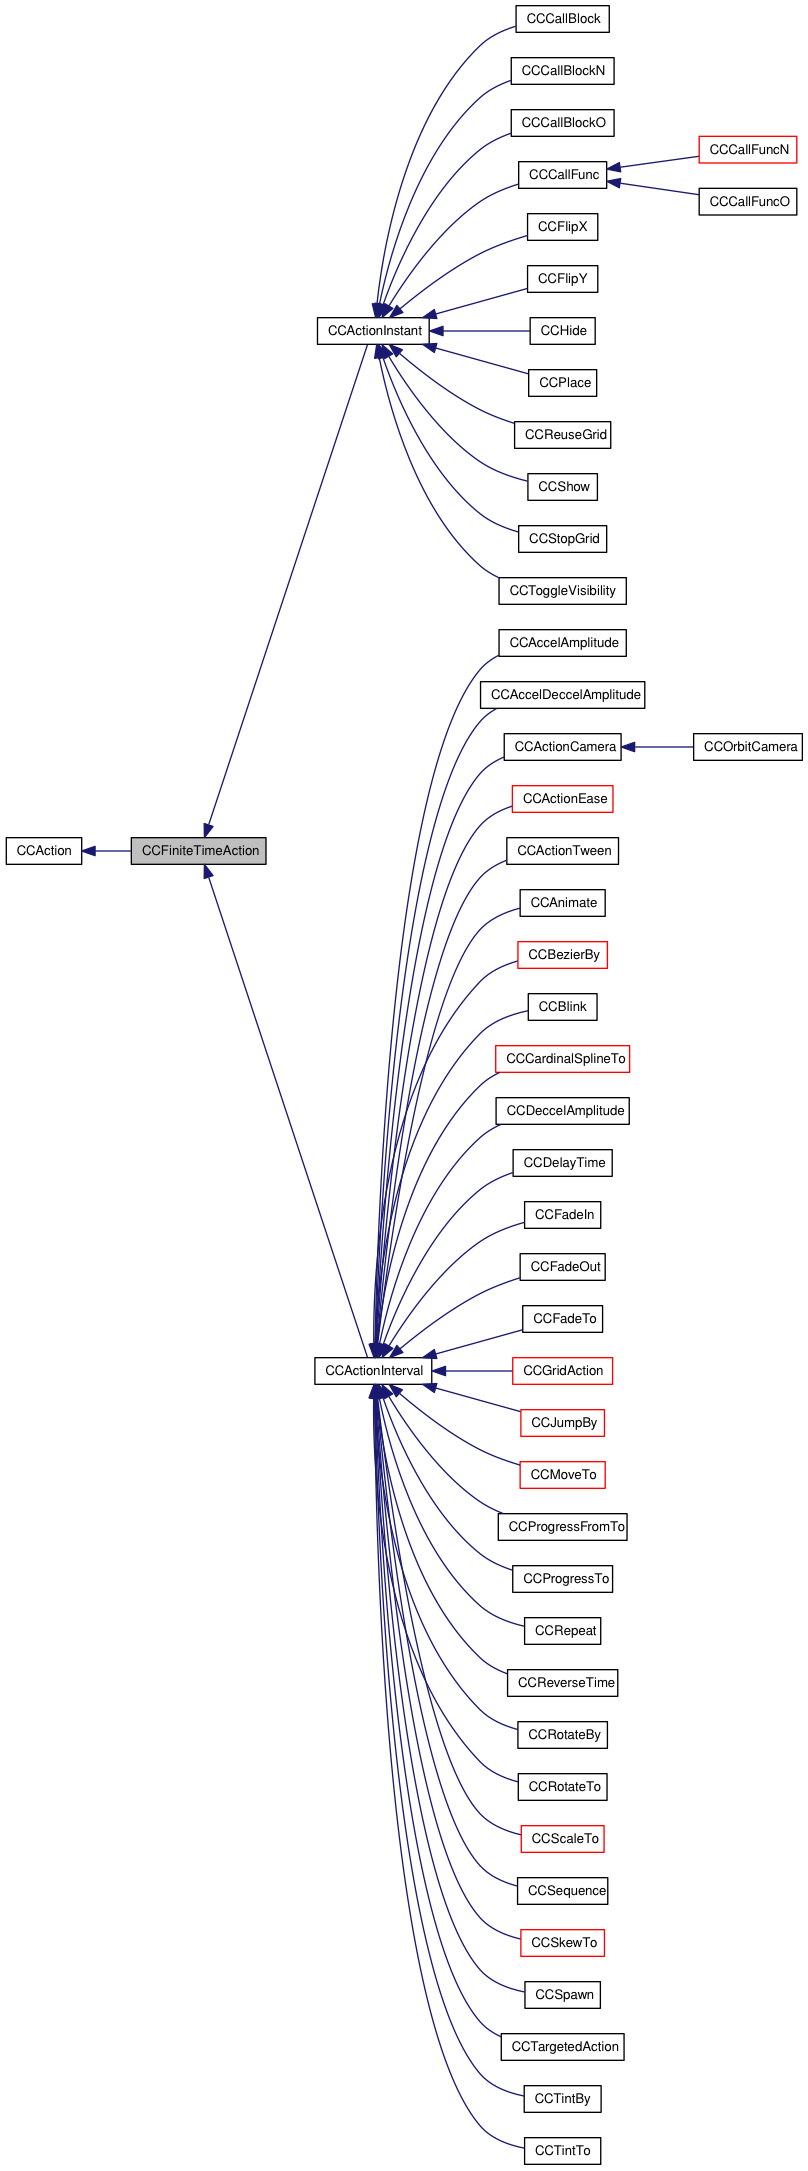 CCCallBlock
CCCallBlockN
CCCallBlockO
CCCallFuncN
CCCallFunc
CCCallFuncO
CCFlipX
CCFlipY
CCActionInstant
CCHide
CCPlace
CCReuseGrid
CCShow
CCStopGrid
CCToggleVisibility
CCAccelAmplitude
CCAccelDeccelAmplitude
CCActionCamera
CCOrbitCamera
CCActionEase
CCAction
CCFiniteTimeAction
CCActionTween
CCAnimate
CCBezierBy
CCBlink
CCCardinalSplineTo
CCDeccelAmplitude
CCDelayTime
CCFadeIn
CCFadeOut
CCFadeTo
CCActionInterval
CCGridAction
CCJumpBy
CCMoveTo
CCProgressFromTo
CCProgressTo
CCRepeat
CCReverseTime
CCRotateBy
CCRotateTo
CCScaleTo
CCSequence
CCSkewTo
CCSpawn
CCTargetedAction
CCTintBy
CCTintTo